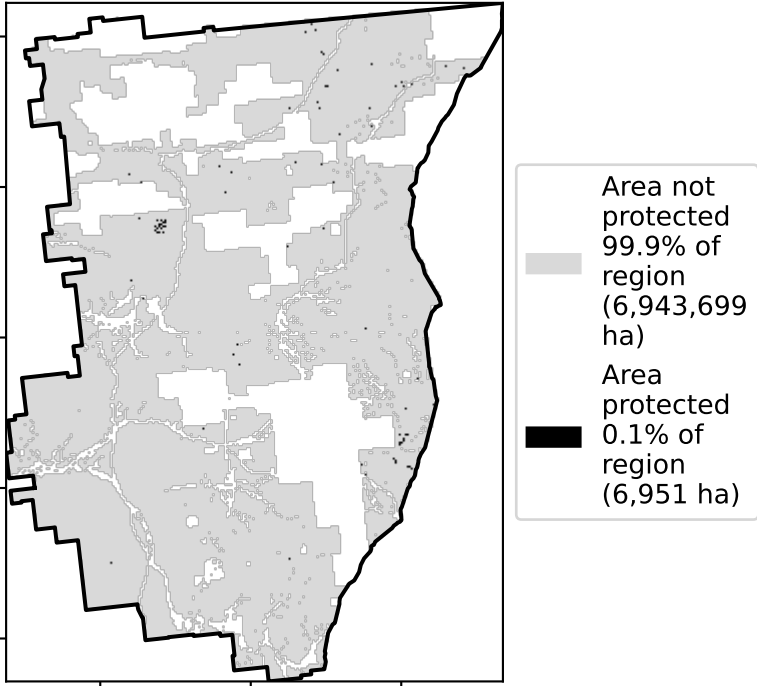 Area not
protected
99.9% of
region
(6,943,699
ha)
Area
protected
0.1% of
region
(6,951 ha)